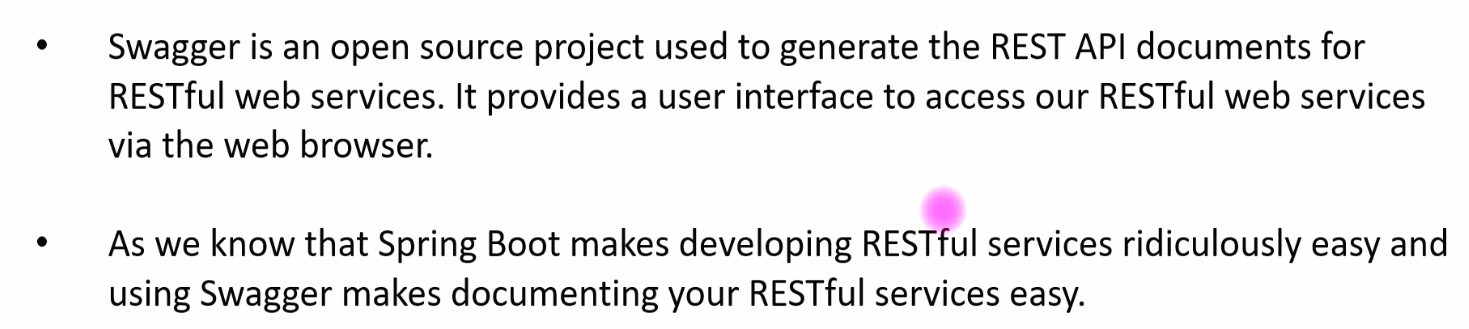 • Swagger is an open source project used to generate the REST API documents for
RESTful web services. It provides a user interface to access our RESTful web services
via the web browser.
• As we know that Spring Boot makes developing RESTful services ridiculously easy and
using Swagger makes documenting your RESTful services easy.